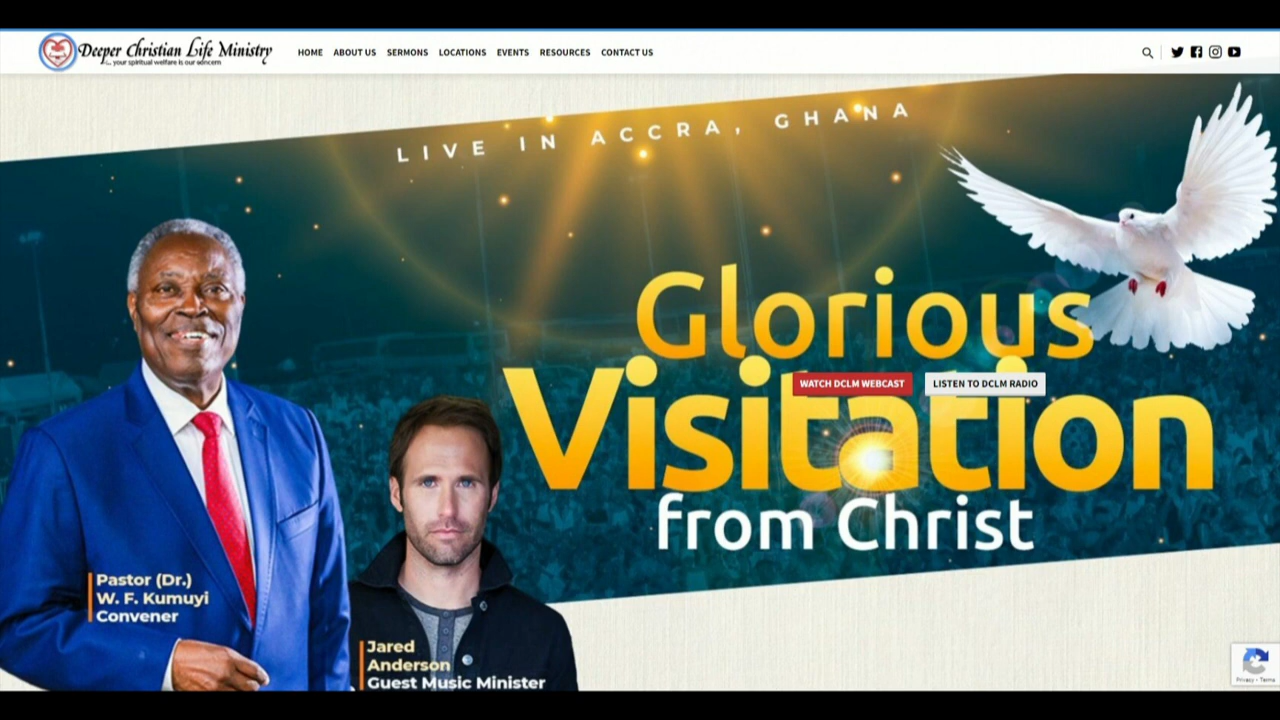 Deeper Christian Life Ministry
... your spiritual welfare is our concern
HOME ABOUT US SERMONS LOCATIONS EVENTS RESOURCES CONTACT US
LIVE IN ACCRA, GHANA
Glorious
Visitation
WATCH DCLM WEBCAST LISTEN TO DCLM RADIO
from Christ
Pastor (Dr.)
W. F. Kumuyi
Convener
Jared
Anderson
Guest Music Minister
Privacy - Terms